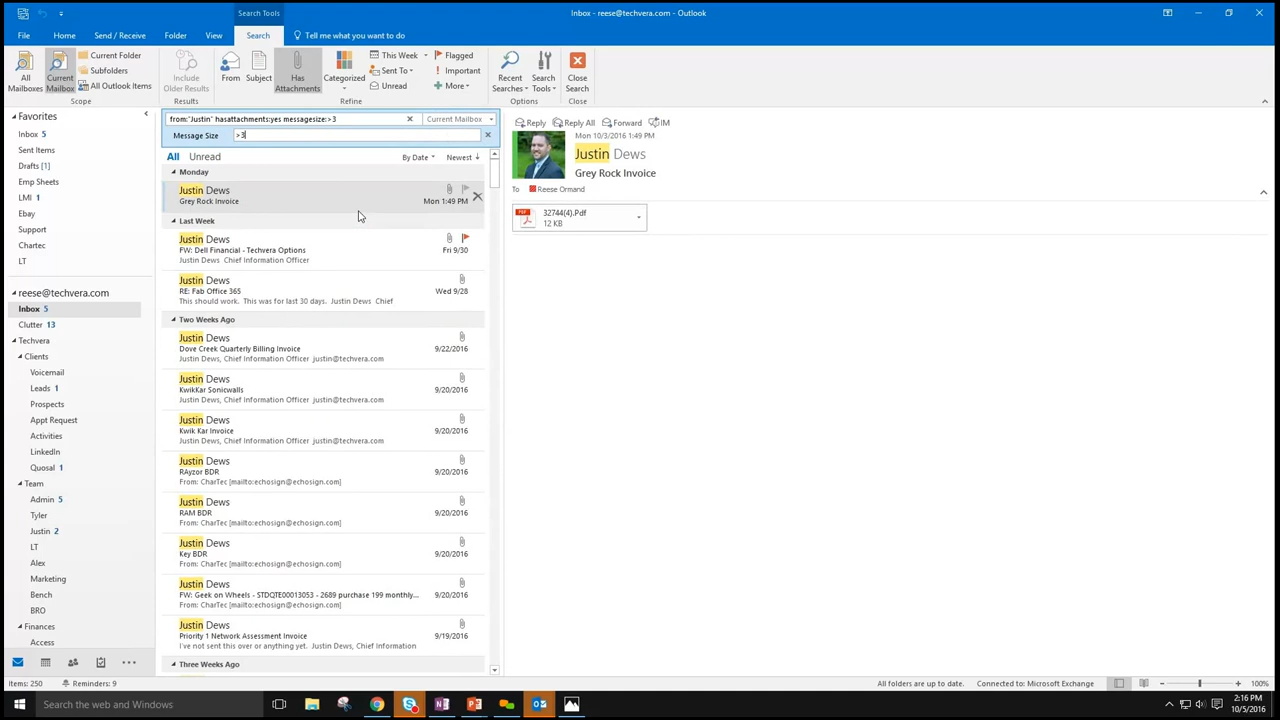 Search Tools
Inbox - reese@techvera.com - Outlook
File
Home
Send / Receive
Folder
View
Search
Tell me what you want to do
All Mailboxes
Current Mailbox
Current Folder
Subfolders
All Outlook Items
Scope
Include Older Results
Results
From
Subject
Has Attachments
Categorized
This Week
Sent To
Unread
Flagged
Important
More
Refine
Recent Searches
Search Tools
Options
Close Search
Close
Favorites
Inbox 5
Sent Items
Drafts [1]
Emp Sheets
LMI 1
Ebay
Support
Chartec
LT
reese@techvera.com
Inbox 5
Clutter 13
Techvera
Clients
Voicemail
Leads 1
Prospects
Appt Request
Activities
LinkedIn
Quosal 1
Team
Admin 5
Tyler
Justin 2
LT
Alex
Marketing
Bench
BRO
Finances
Access
from:"Justin" hasattachments:yes messagesize:>3
Current Mailbox
Message Size >3
All Unread
By Date Newest
Monday
Justin Dews
Grey Rock Invoice Mon 1:49 PM
Last Week
Justin Dews
FW: Dell Financial - Techvera Options Fri 9/30
Justin Dews Chief Information Officer
Justin Dews
RE: Fab Office 365 Wed 9/28
This should work. This was for last 30 days. Justin Dews Chief
Two Weeks Ago
Justin Dews
Dove Creek Quarterly Billing Invoice 9/22/2016
Justin Dews, Chief Information Officer justin@techvera.com
Justin Dews
KwikKar Sonicwalls 9/20/2016
Justin Dews, Chief Information Officer justin@techvera.com
Justin Dews
Kwik Kar Invoice 9/20/2016
Justin Dews, Chief Information Officer justin@techvera.com
Justin Dews
RAyzor BDR 9/20/2016
From: CharTec [mailto:echosign@echosign.com]
Justin Dews
RAM BDR 9/20/2016
From: CharTec [mailto:echosign@echosign.com]
Justin Dews
Key BDR 9/20/2016
From: CharTec [mailto:echosign@echosign.com]
Justin Dews
FW: Geek on Wheels - STDQTE00013053 - 2689 purchase 199 monthly... 9/20/2016
From: CharTec [mailto:echosign@echosign.com]
Justin Dews
Priority 1 Network Assessment Invoice 9/19/2016
I've not sent this over or anything yet. Justin Dews, Chief Information
Three Weeks Ago
Reply Reply All Forward IM
Mon 10/3/2016 1:49 PM
Justin Dews
Grey Rock Invoice
To Reese Ormand
PDF
32744(4).Pdf
12 KB
Items: 250
Reminders: 9
All folders are up to date.
Connected to: Microsoft Exchange
100%
Search the web and Windows
2:16 PM
10/5/2016